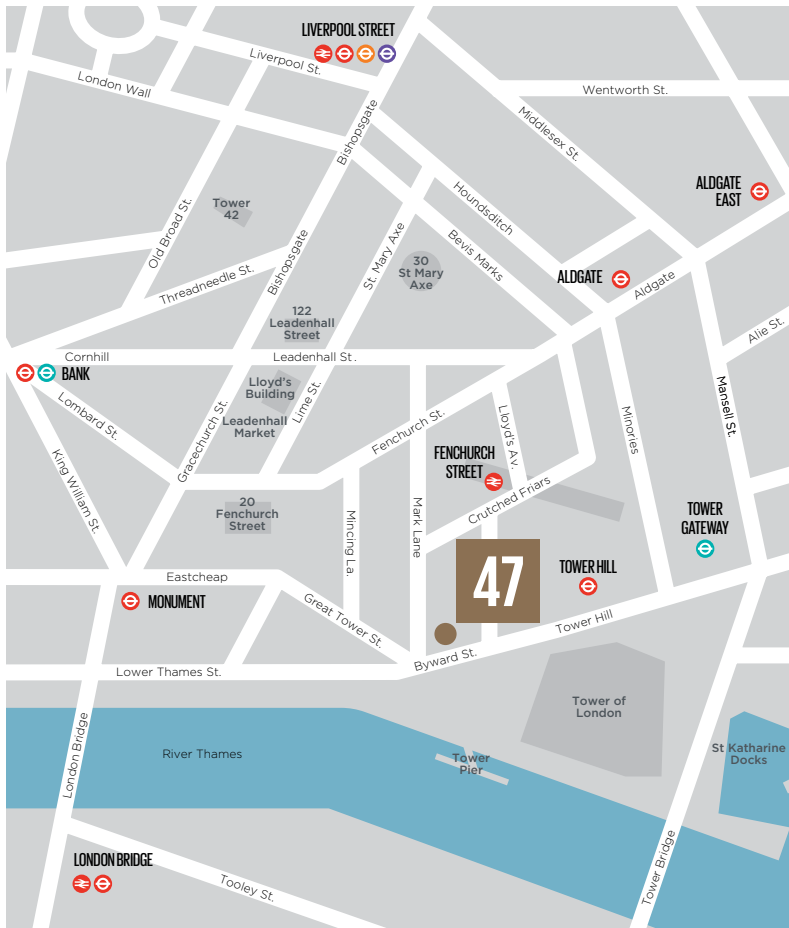 LIVERPOOL STREET
Liverpool St.
London Wall
Wentworth St.
Bishopsgate
Middlesex St.
ALDGATE
EAST
Houndsditch
Tower
42
Old Broad St.
Bevis Marks
St. Mary Axe
30
St Mary
Axe
Bishopsgate
ALDGATE
Aldgate
Threadneedle St.
122
Leadenhall
Street
Alie St.
Cornhill
Leadenhall St.
BANK
Lloyd's
Building
Lime St.
Lombard St.
Leadenhall
Market
Gracechurch St.
Fenchurch St.
Lloyd's Av.
Minories
Mansell St.
King William St.
FENCHURCH
STREET
Crutched Friars
20
Fenchurch
Street
Mincing La.
Mark Lane
TOWER
GATEWAY
47
TOWER HILL
Eastcheap
MONUMENT
Great Tower St.
Tower Hill
Byward St.
Lower Thames St.
Tower of
London
London Bridge
River Thames
Tower
Pier
St Katharine
Docks
LONDON BRIDGE
Tooley St.
Tower Bridge